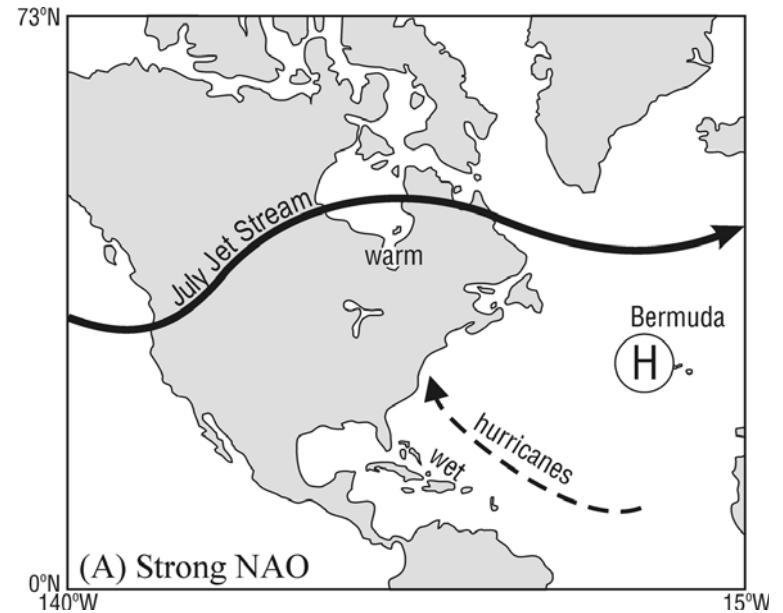 73°N
July Jet Stream
warm
Bermuda
H
hurricanes
wet
(A) Strong NAO
0°N
140°W
15°W